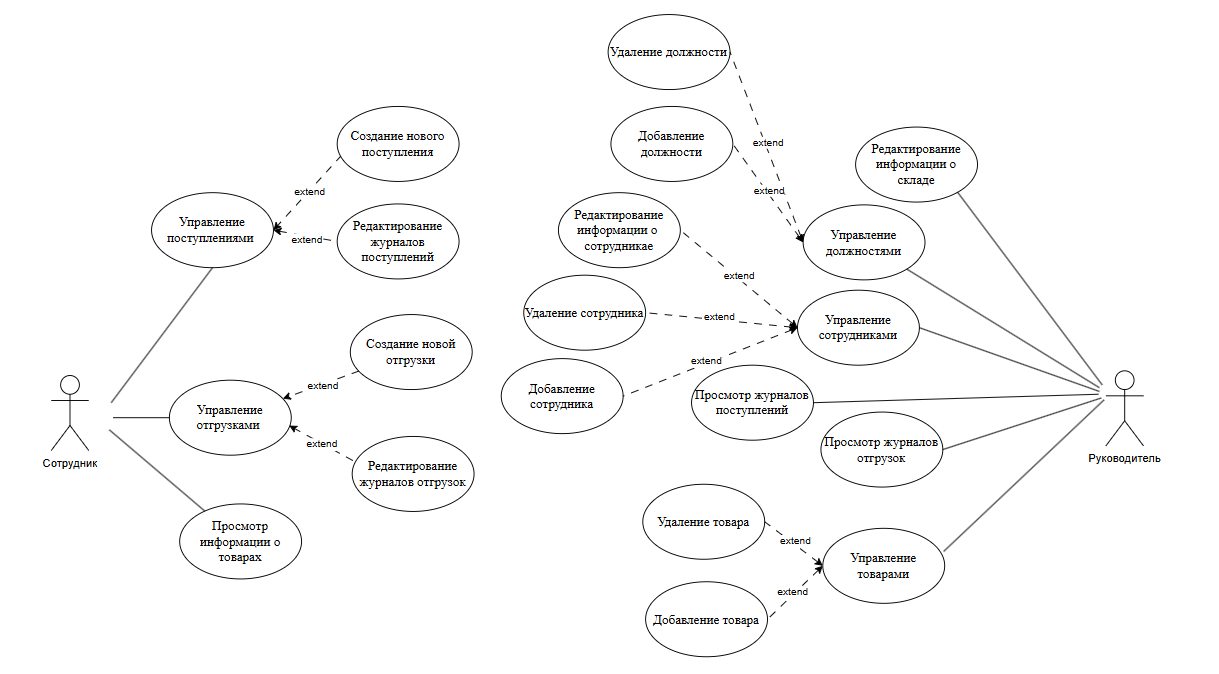 Удаление должности
extend
Добавление
должности
extend
Редактирование
информации о
складе
Создание нового
поступления
extend
Управление
поступлениями
extend
Редактирование
журналов
поступлений
Редактирование
информации о
сотрудникае
extend
Управление
должностями
Удаление сотрудника
extend
Управление
сотрудниками
extend
Добавление
сотрудника
Создание новой
отгрузки
extend
Управление
отгрузками
extend
Редактирование
журналов отгрузок
Просмотр журналов
поступлений
Просмотр журналов
отгрузок
Сотрудник
Руководитель
Просмотр
информации о
товарах
Удаление товара
extend
Управление
товарами
extend
Добавление товара